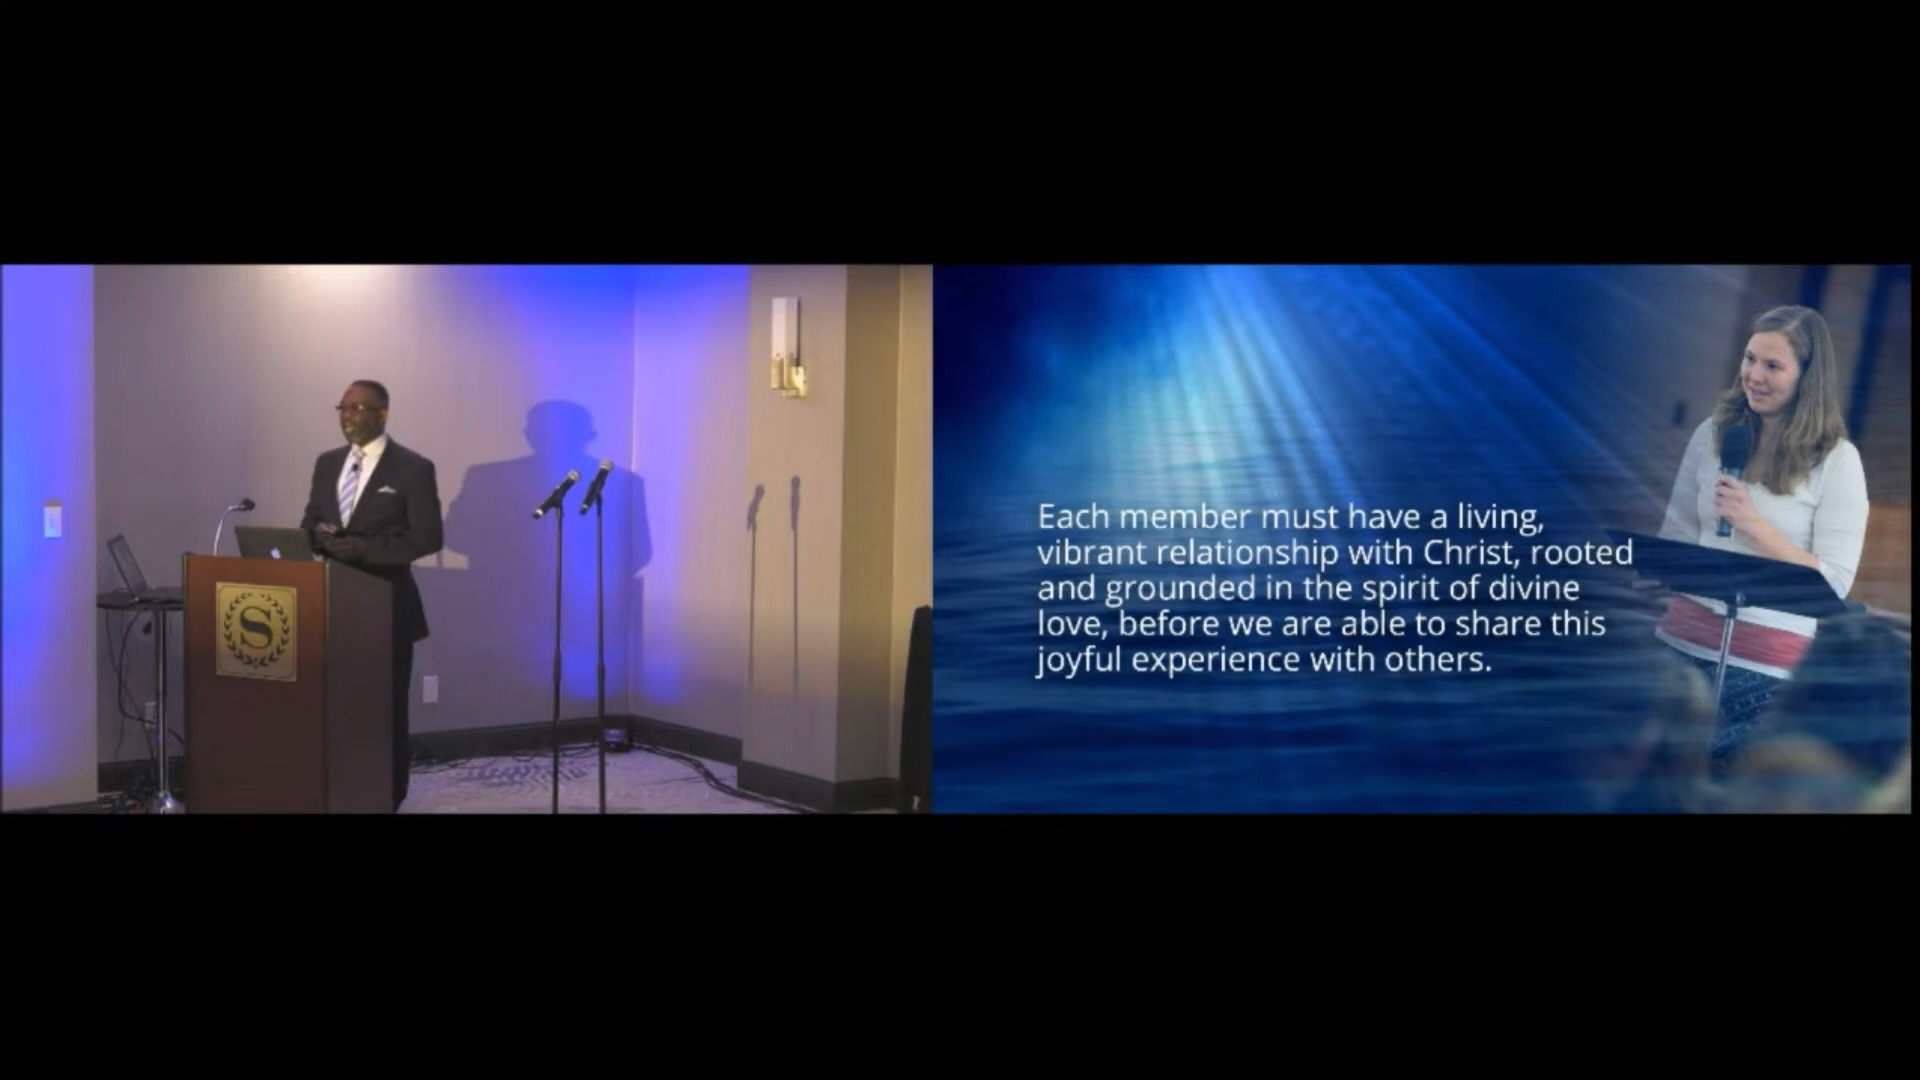 S
Each member must have a living,
vibrant relationship with Christ, rooted
and grounded in the spirit of divine
love, before we are able to share this
joyful experience with others.